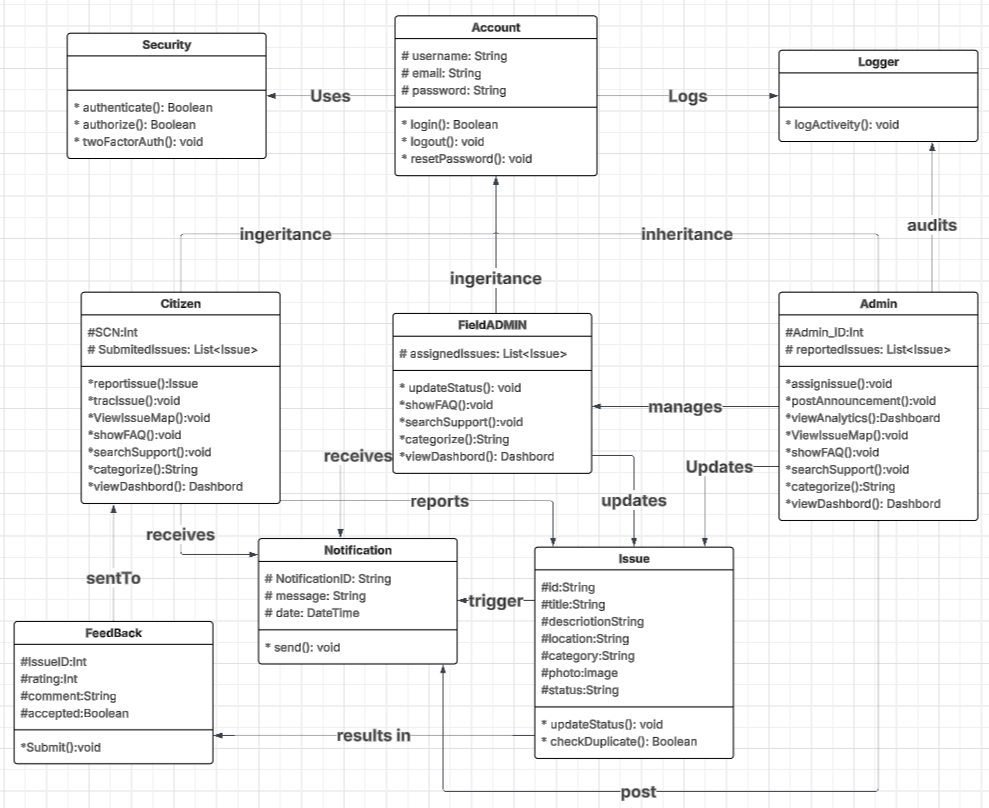 Account
# username: String
# email: String
# password: String
* login(): Boolean
* logout(): void
* resetPassword(): void
Security
* authenticate(): Boolean
* authorize(): Boolean
* twoFactorAuth(): void
Uses
Logs
Logger
* logActiveity(): void
ingeritance
inheritance
audits
ingeritance
Citizen
#SCN:Int
# SubmitedIssues: List<Issue>
*reportissue():Issue
*tracIssue():void
*ViewIssueMap():void
*showFAQ():void
*searchSupport():void
*categorize():String
*viewDashbord(): Dashbord
FieldADMIN
# assignedIssues: List<Issue>
* updateStatus(): void
*showFAQ():void
*searchSupport():void
*categorize():String
*viewDashbord(): Dashbord
Admin
#Admin_ID:Int
# reportedIssues: List<Issue>
*assignissue():void
*postAnnouncement():void
*viewAnalytics():Dashboard
*ViewIssueMap():void
*showFAQ():void
*searchSupport():void
*categorize():String
*viewDashbord(): Dashbord
manages
receives
Updates
reports
updates
receives
sentTo
Notification
# NotificationID: String
# message: String
# date: DateTime
* send(): void
trigger
Issue
#id:String
#title:String
#descriotionString
#location:String
#category:String
#photo:image
#status:String
* updateStatus(): void
* checkDuplicate(): Boolean
FeedBack
#IssueID:Int
#rating:Int
#comment:String
#accepted:Boolean
*Submit():void
results in
post